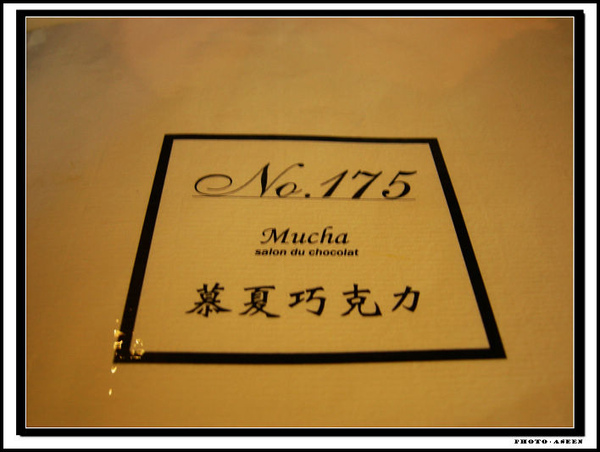 No.175
Mucha
salon du chocolat
慕夏巧克力
PHOTO·ASEEN